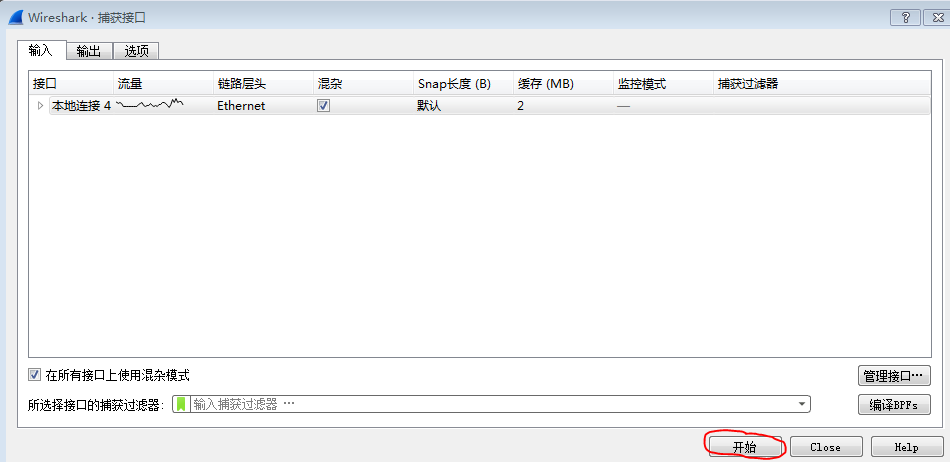 Wireshark · 捕获接口
输入 输出 选项
接口 流量 链路层头 混杂 Snap长度 (B) 缓存 (MB) 监控模式 捕获过滤器
本地连接 4 Ethernet 默认 2 —
在所有接口上使用混杂模式 管理接口…
所选择接口的捕获过滤器: 输入捕获过滤器 … 编译BPFs
开始 Close Help